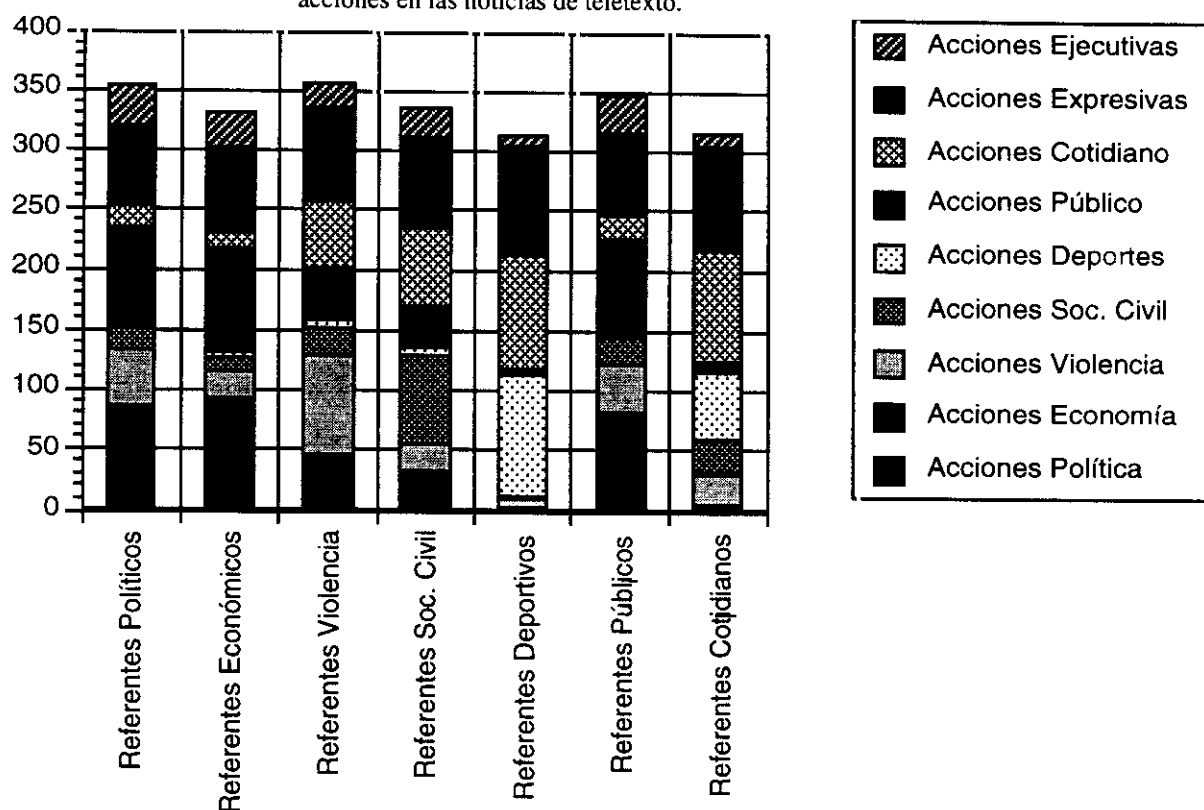 acciones en las noticias de teletexto.
400
350
300
250
200
150
100
50
0
Referentes Políticos
Referentes Económicos
Referentes Violencia
Referentes Soc. Civil
Referentes Deportivos
Referentes Públicos
Referentes Cotidianos
Acciones Ejecutivas
Acciones Expresivas
Acciones Cotidiano
Acciones Público
Acciones Deportes
Acciones Soc. Civil
Acciones Violencia
Acciones Economía
Acciones Política